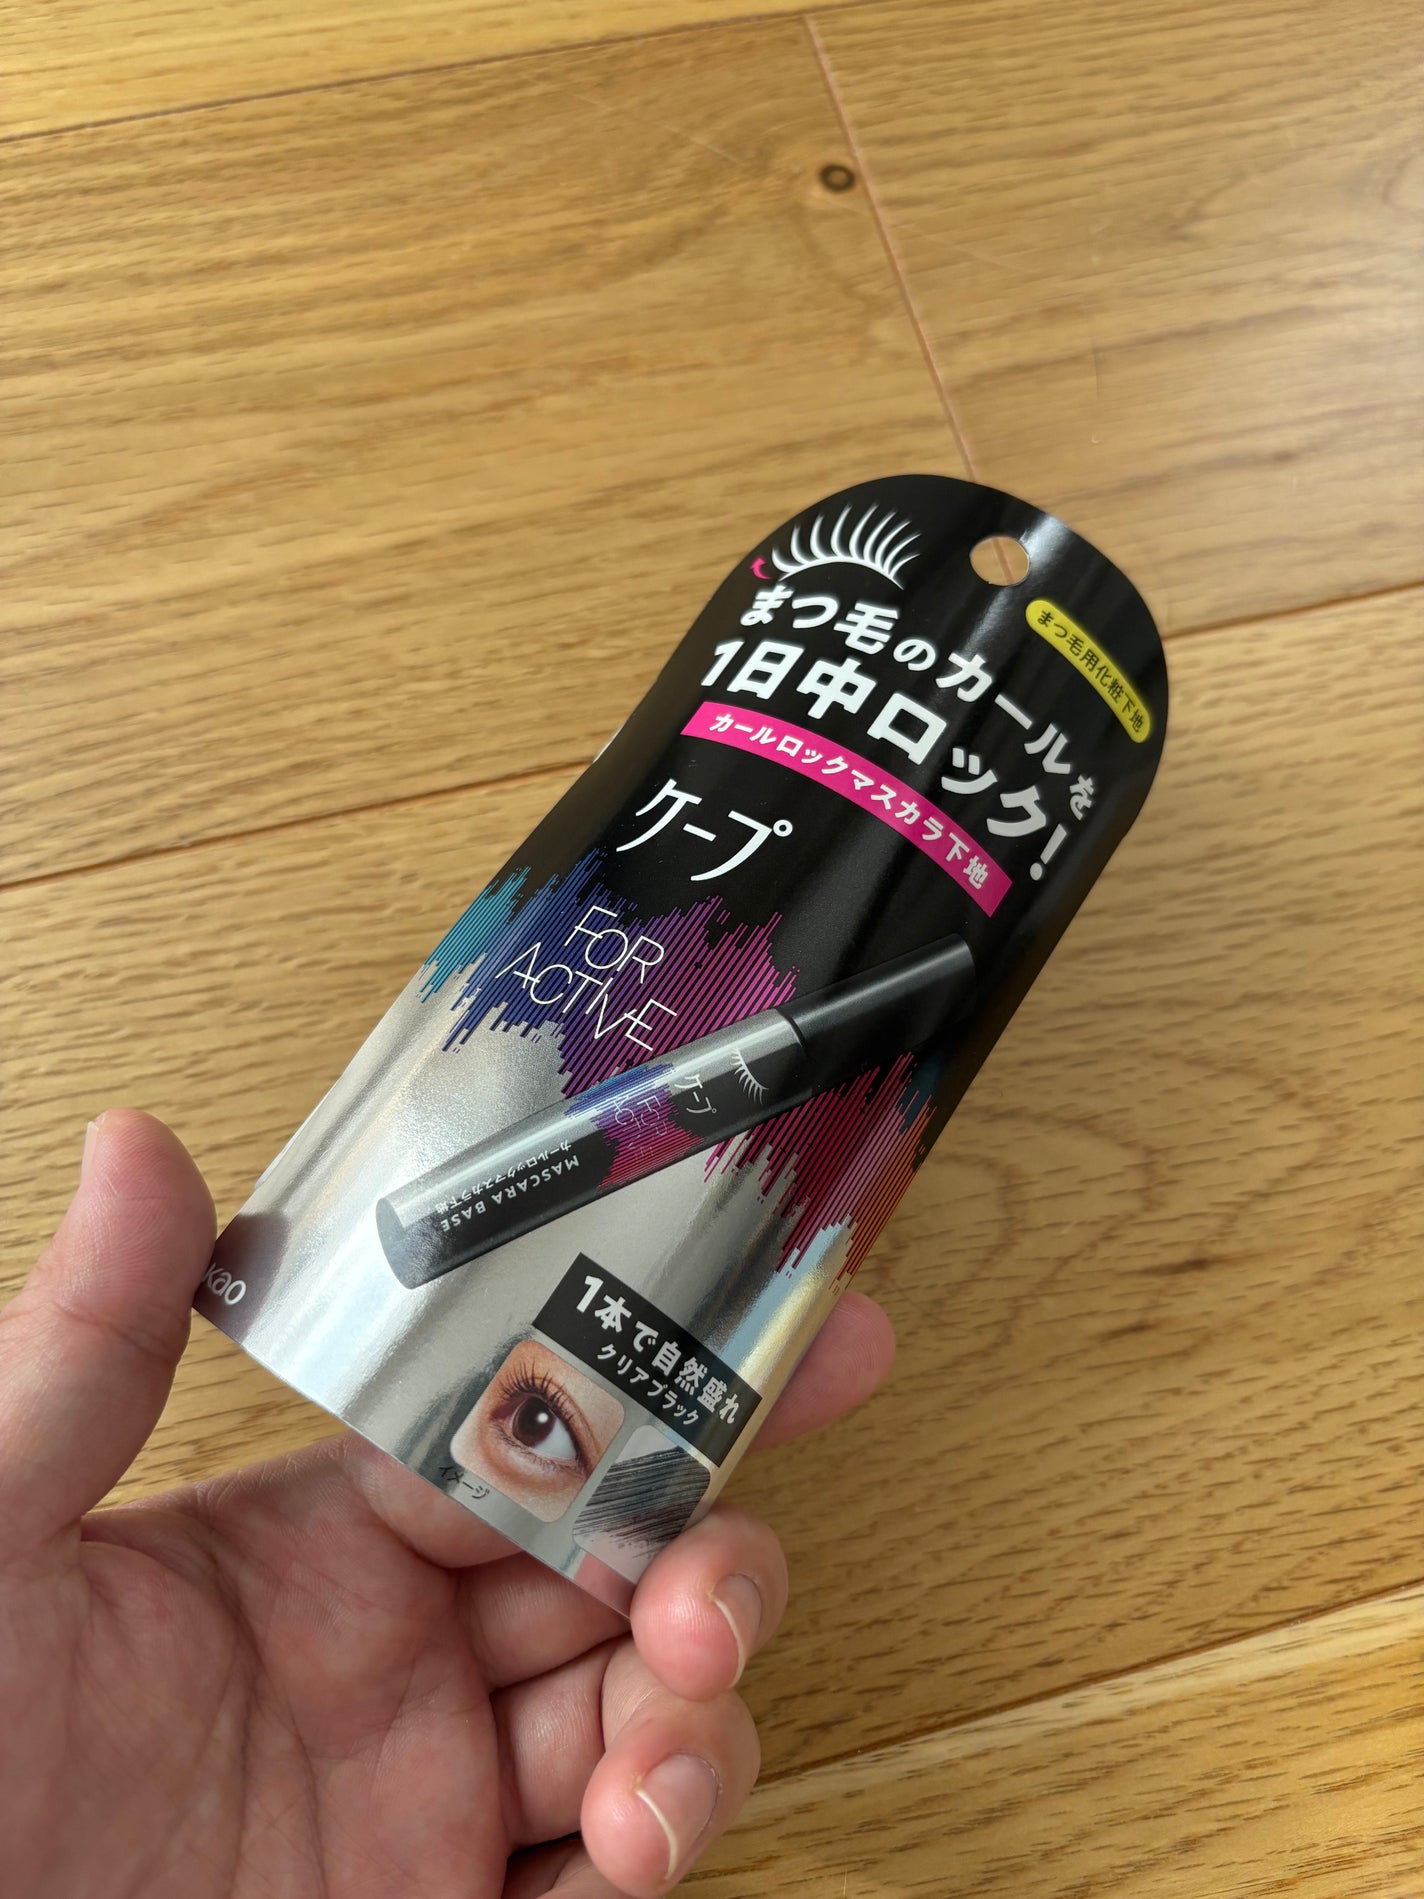 まつ毛用化粧下地
まつ毛のカールを
1日中ロック!
カールロックマスカラ下地
ケープ
FOR
ACTIVE
ケープ
FOR
ACTIVE
カールロックマスカラ下地
MASCARA BASE
kao
1本で自然盛れ
クリアブラック
イメージ